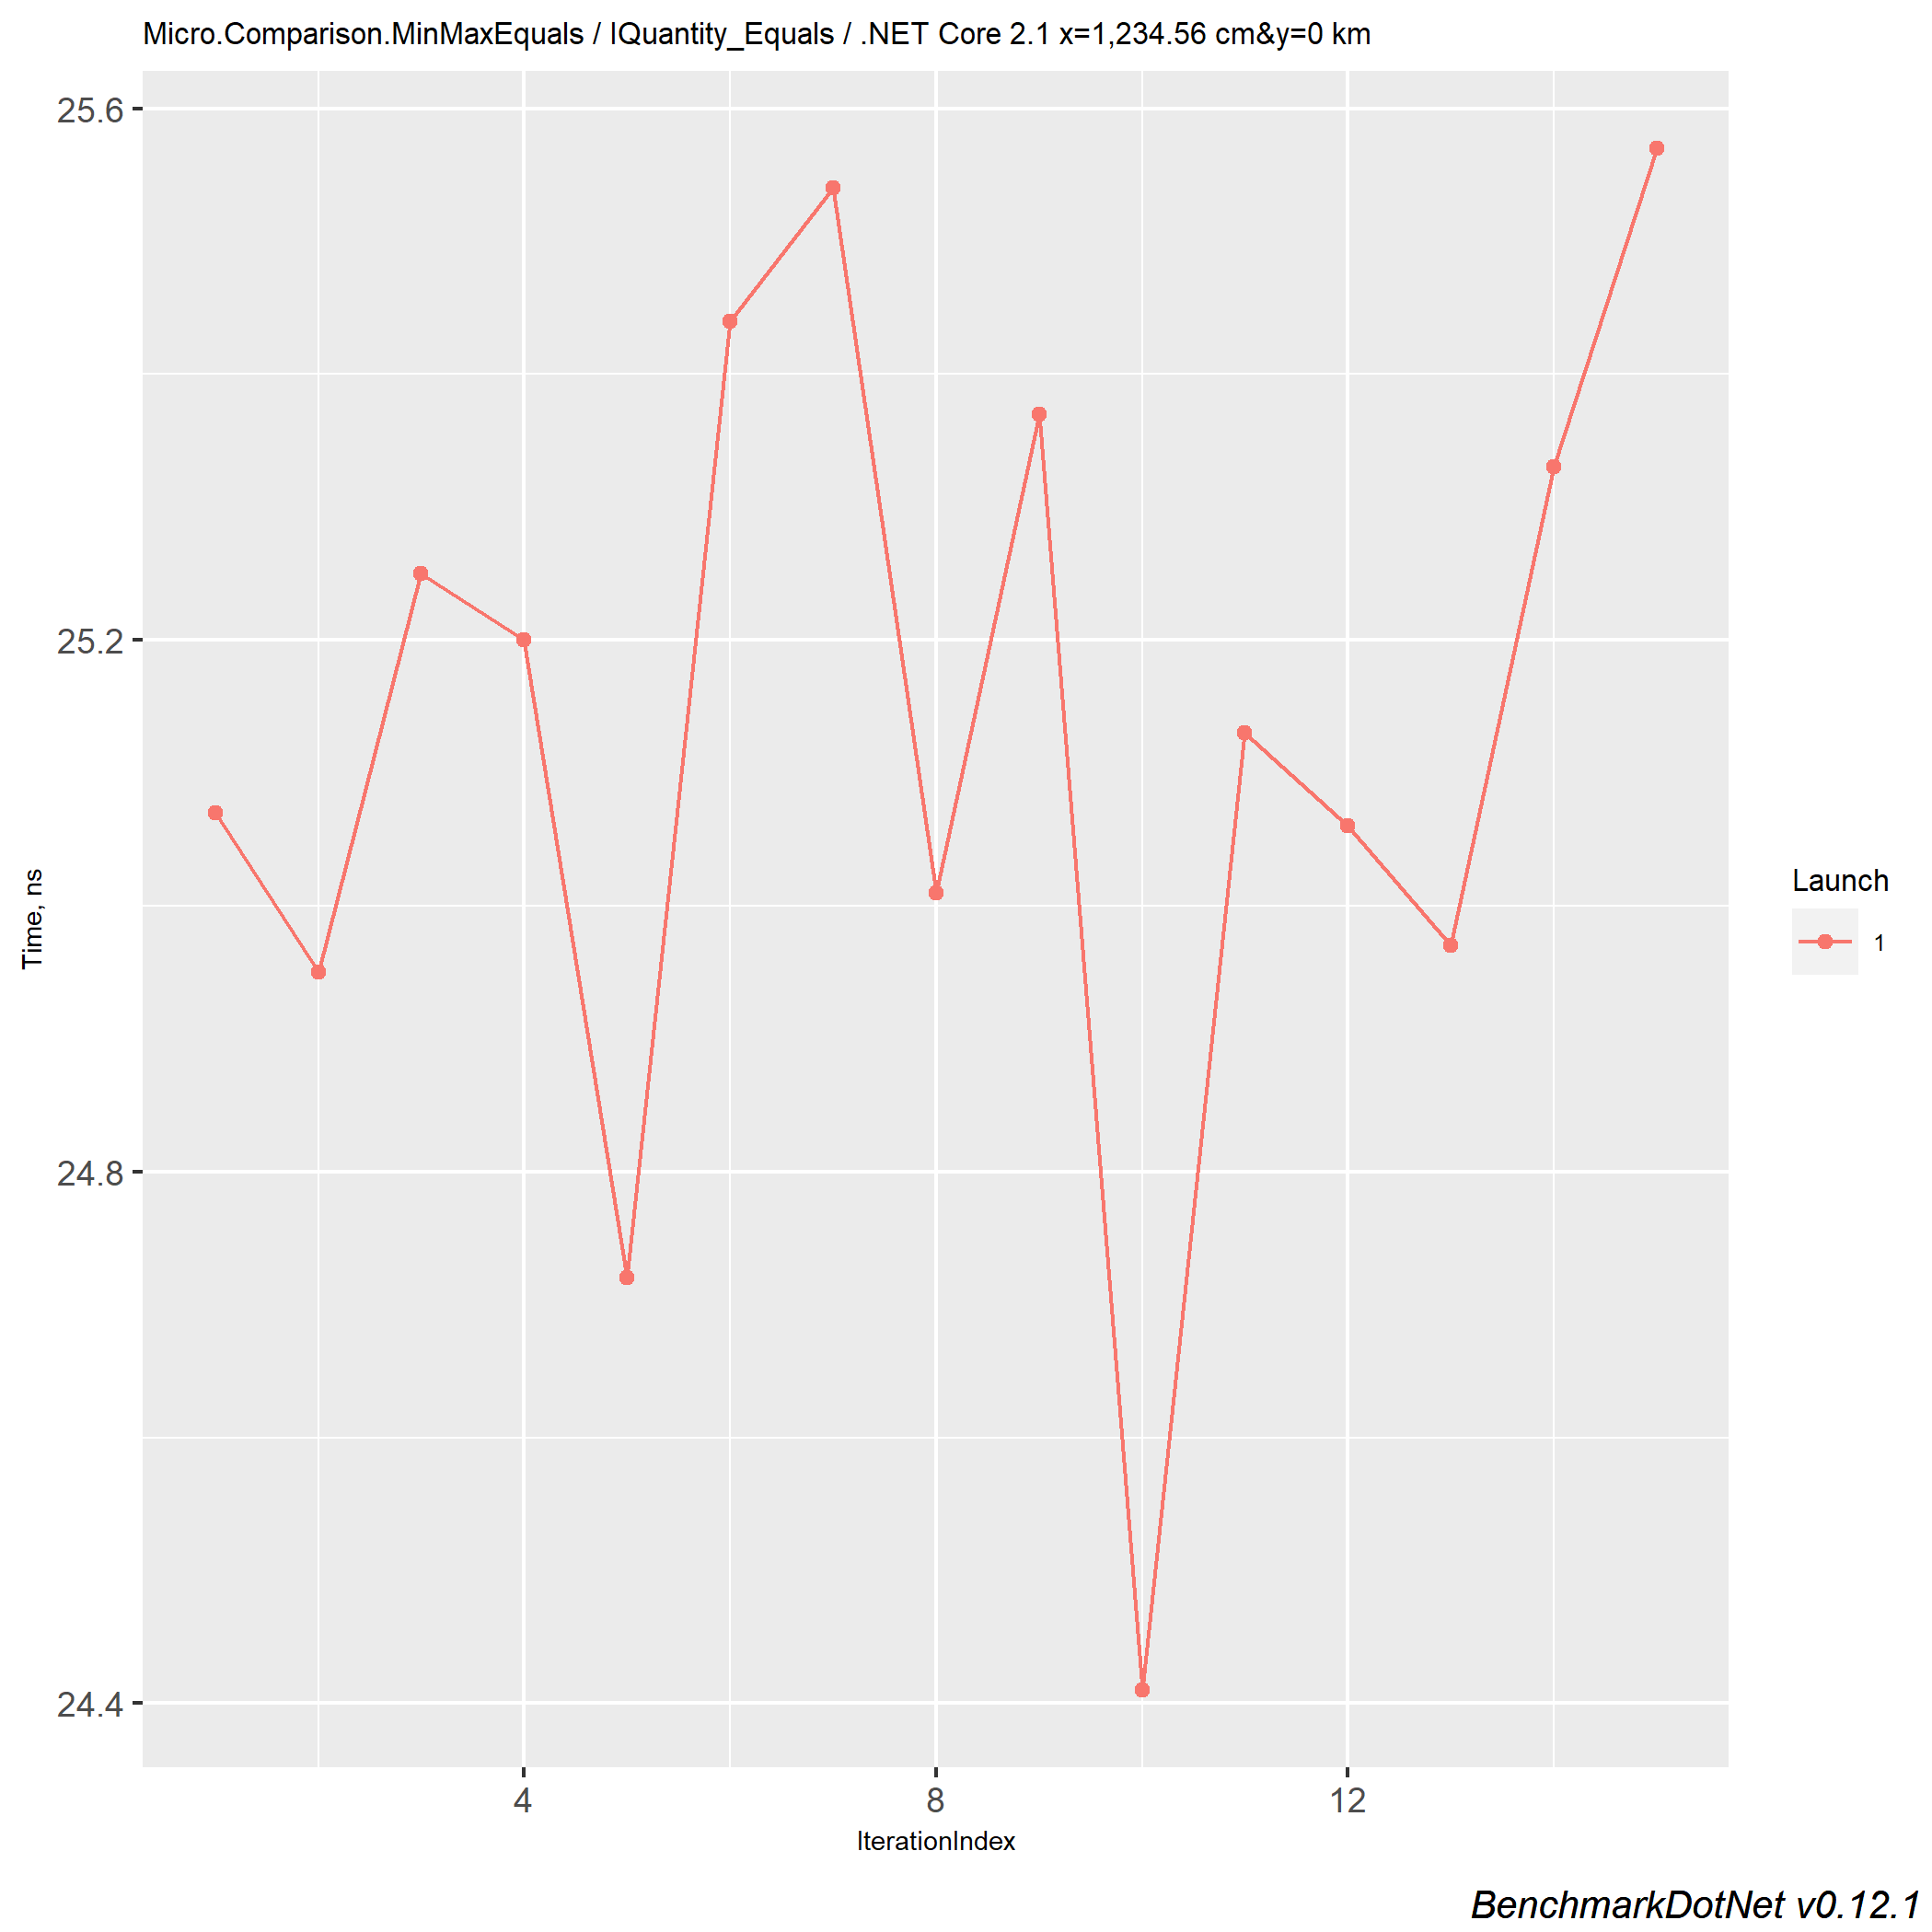 Micro.Comparison.MinMaxEquals / IQuantity_Equals / .NET Core 2.1 x=1,234.56 cm&y=0 km
25.6
25.2
24.8
24.4
Time, ns
4 8 12
IterationIndex
Launch
1
BenchmarkDotNet v0.12.1